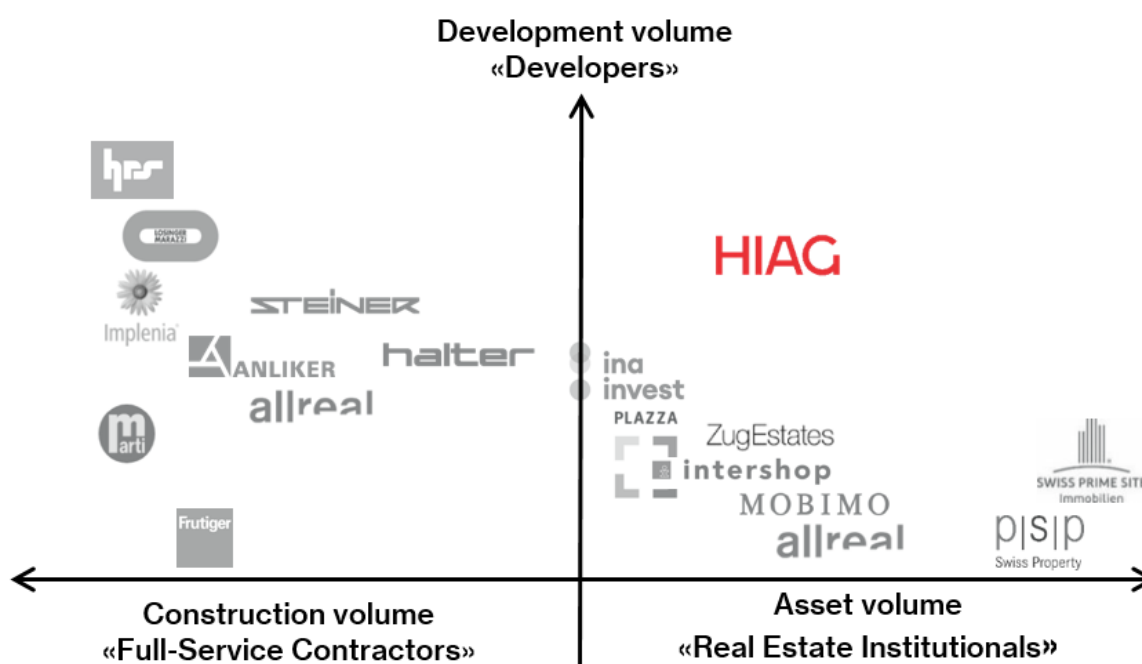 Development volume
«Developers»
hrs
LOSINGER
MARAZZI
HIAG
Implenia
STEINER
ANLIKER
halter
ina
invest
allreal
PLAZZA
marti
ZugEstates
intershop
SWISS PRIME SITE
Immobilien
MOBIMO
Frutiger
allreal
p|s|p
Swiss Property
Construction volume
«Full-Service Contractors»
Asset volume
«Real Estate Institutionals»